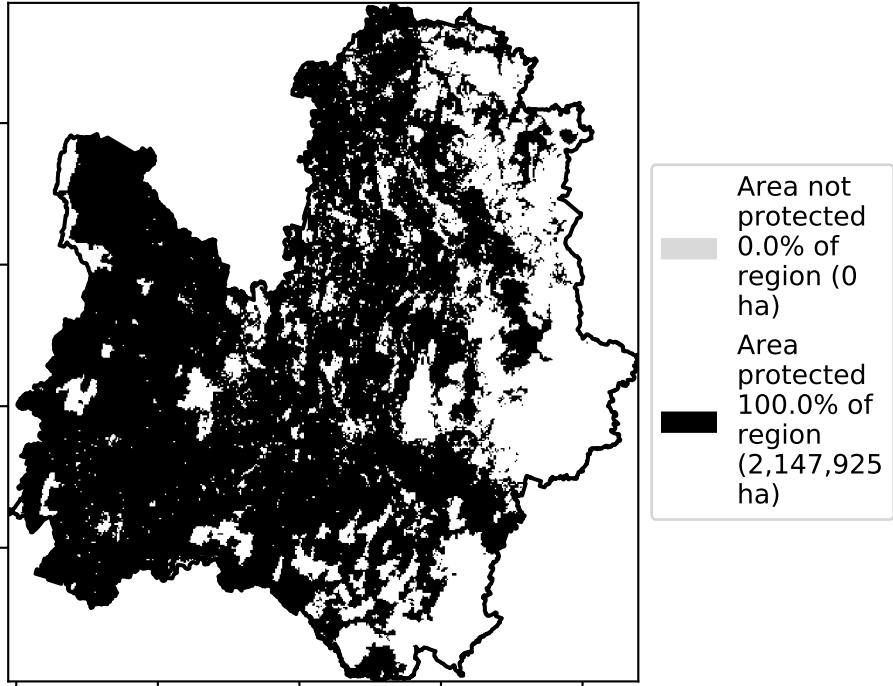 Area not
protected
0.0% of
region (0
ha)
Area
protected
100.0% of
region
(2,147,925
ha)